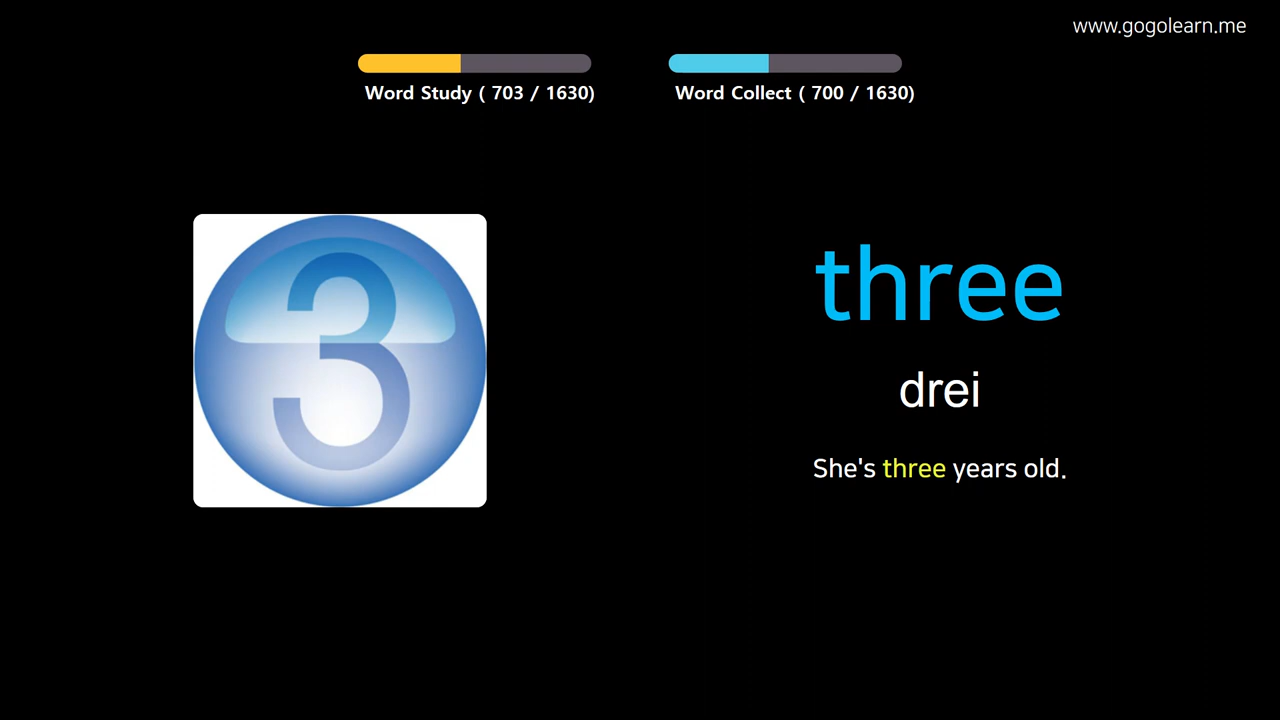 www.gogolearn.me
Word Study ( 703 / 1630)
Word Collect ( 700 / 1630)
3
three
drei
She's three years old.